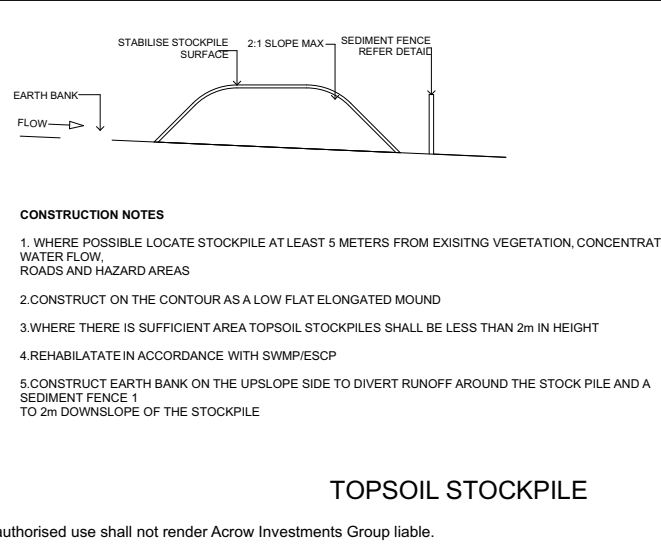 STABILISE STOCKPILE
SURFACE
2:1 SLOPE MAX
SEDIMENT FENCE
REFER DETAIL
EARTH BANK
FLOW
CONSTRUCTION NOTES
1. WHERE POSSIBLE LOCATE STOCKPILE AT LEAST 5 METERS FROM EXISITNG VEGETATION, CONCENTRAT
WATER FLOW,
ROADS AND HAZARD AREAS
2.CONSTRUCT ON THE CONTOUR AS A LOW FLAT ELONGATED MOUND
3.WHERE THERE IS SUFFICIENT AREA TOPSOIL STOCKPILES SHALL BE LESS THAN 2m IN HEIGHT
4.REHABILATATE IN ACCORDANCE WITH SWMP/ESCP
5.CONSTRUCT EARTH BANK ON THE UPSLOPE SIDE TO DIVERT RUNOFF AROUND THE STOCK PILE AND A
SEDIMENT FENCE 1
TO 2m DOWNSLOPE OF THE STOCKPILE
TOPSOIL STOCKPILE
authorised use shall not render Acrow Investments Group liable.